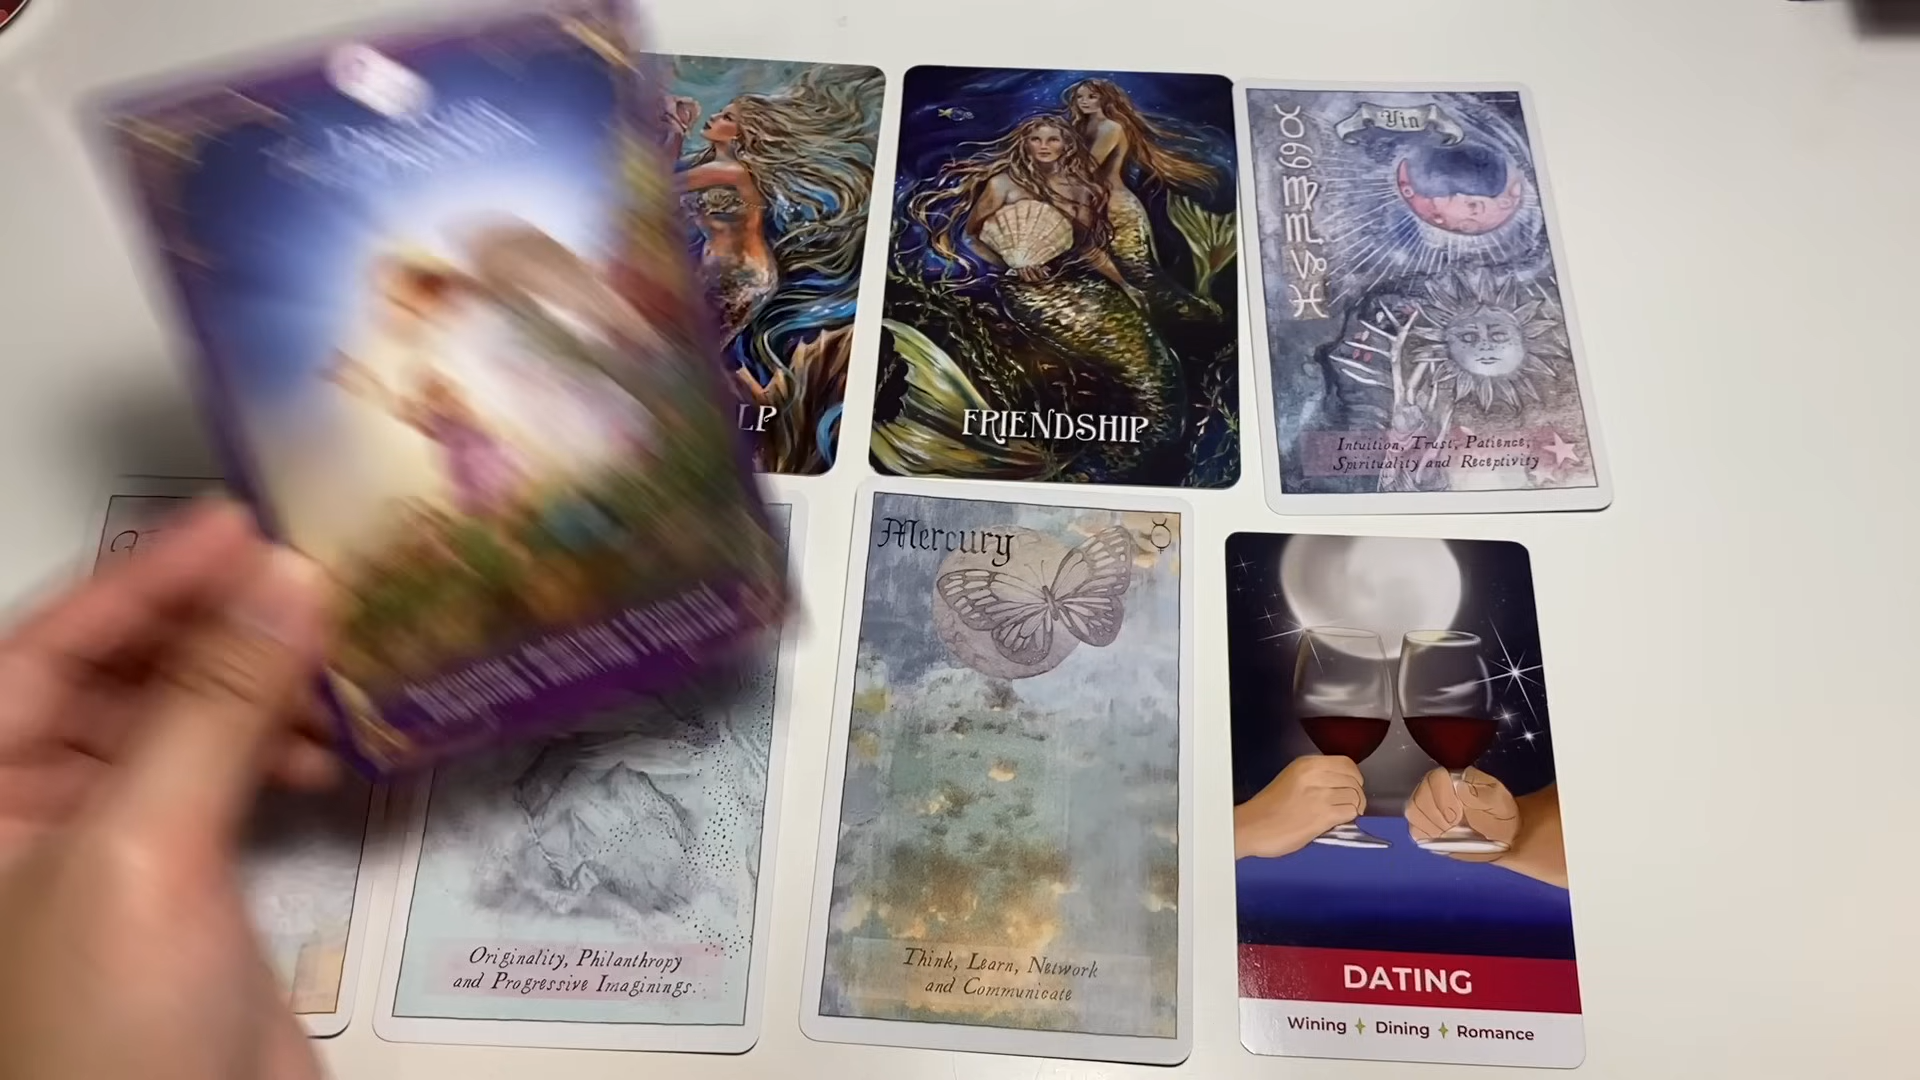 LP
FRIENDSHIP
Yin
Intuition, Trust, Patience,
Spirituality and Receptivity
Mercury
Originality, Philanthropy
and Progressive Imaginings.
Think, Learn, Network
and Communicate
DATING
Wining Dining Romance